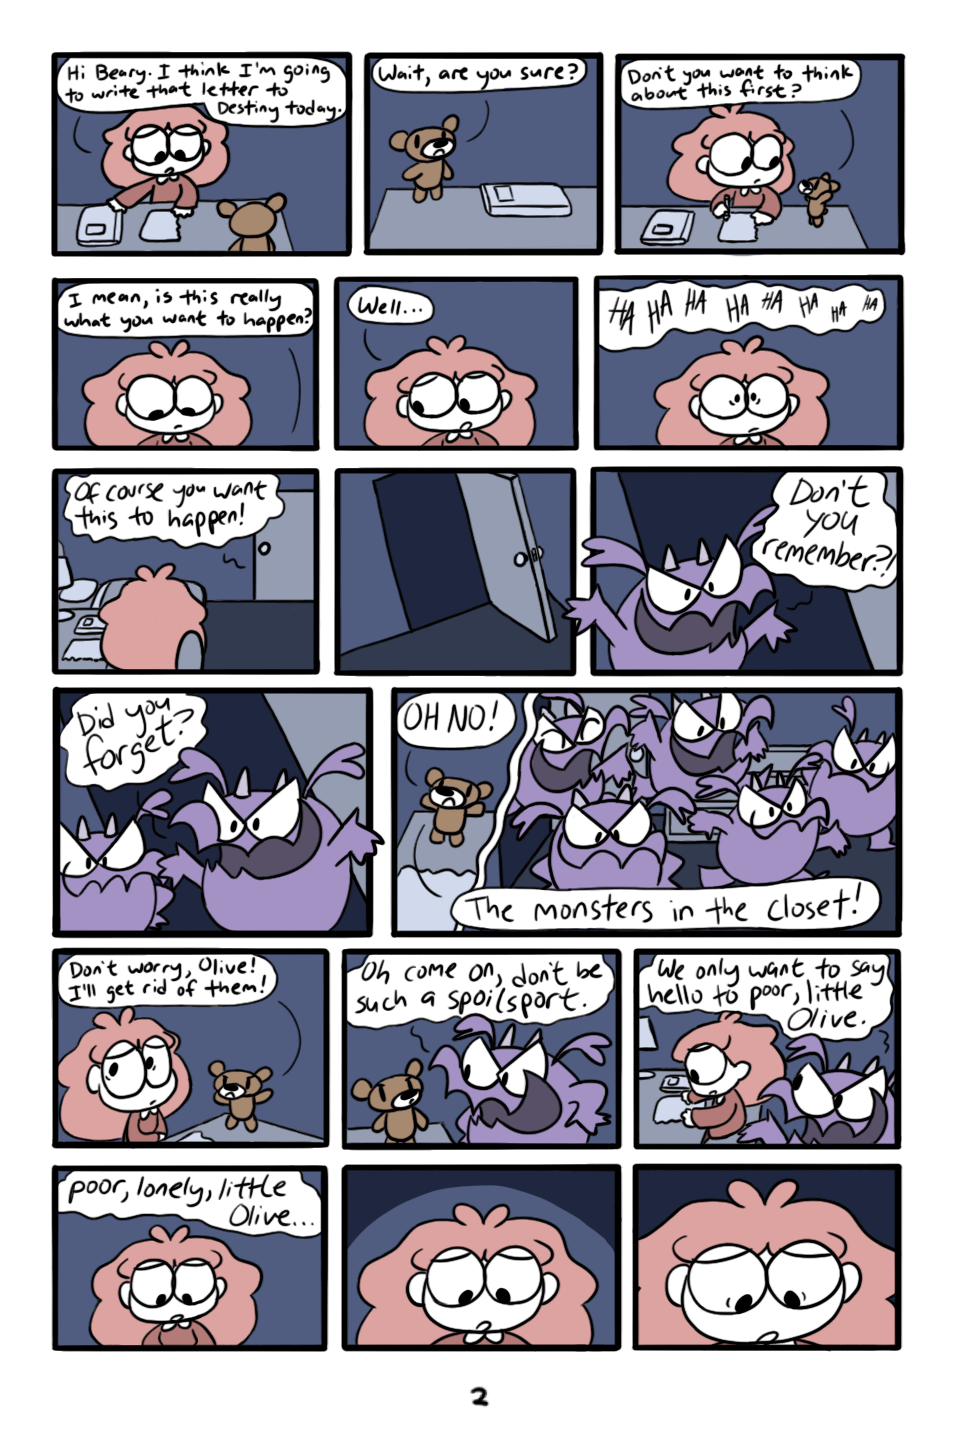 Hi Beary. I think I'm going
to write that letter to
Destiny today.
Wait, are you sure?
Don't you want to think
about this first?
I mean, is this really
what you want to happen?
Well...
HA HA HA HA HA HA HA HA
Of course you want
this to happen!
Don't
you
remember?!
Did you
forget?
OH NO!
The monsters in the closet!
Don't worry, Olive!
I'll get rid of them!
Oh come on, don't be
such a spoilsport.
We only want to say
hello to poor, little
Olive.
poor, lonely, little
Olive...
2